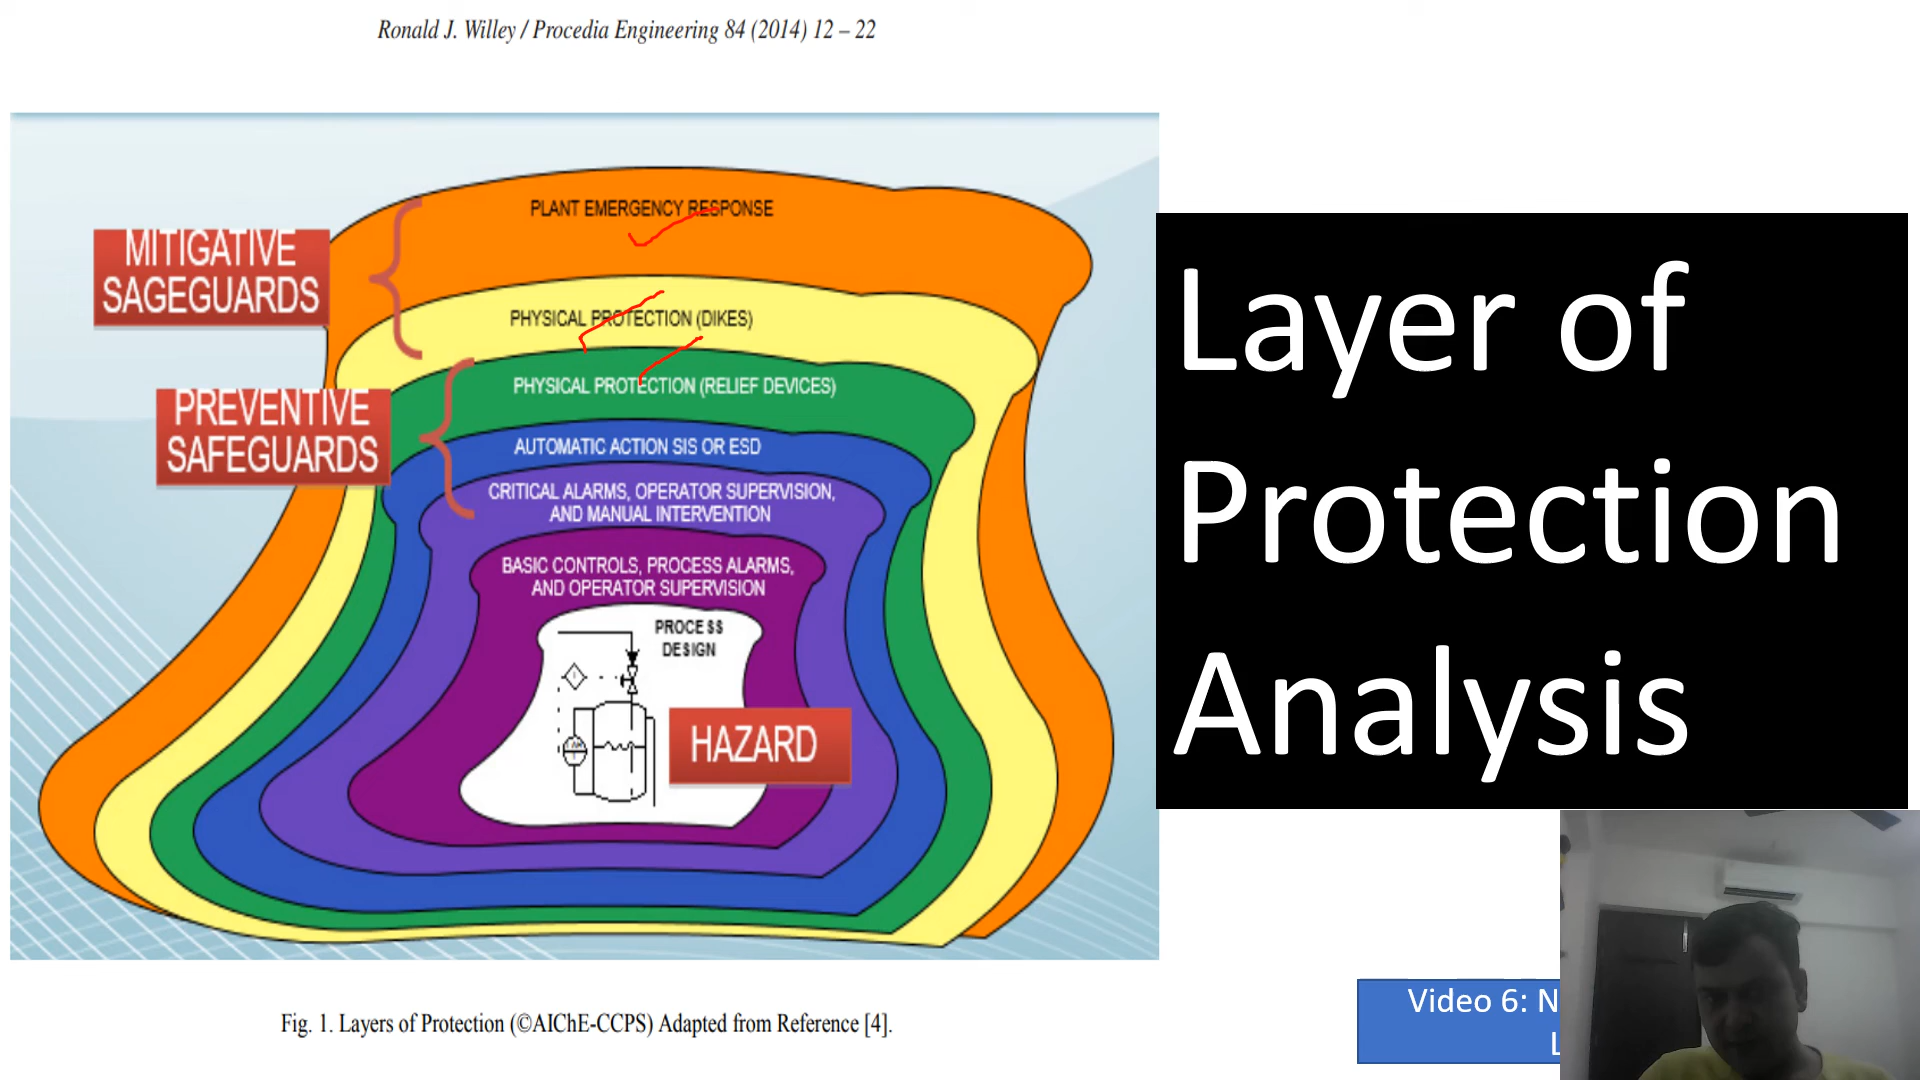 Ronald J. Willey / Procedia Engineering 84 (2014) 12 – 22
PLANT EMERGENCY RESPONSE
MITIGATIVE
SAGEGUARDS
PHYSICAL PROTECTION (DIKES)
PHYSICAL PROTECTION (RELIEF DEVICES)
PREVENTIVE
SAFEGUARDS
AUTOMATIC ACTION SIS OR ESD
CRITICAL ALARMS, OPERATOR SUPERVISION,
AND MANUAL INTERVENTION
BASIC CONTROLS, PROCESS ALARMS,
AND OPERATOR SUPERVISION
PROCESS
DESIGN
HAZARD
Layer of
Protection
Analysis
Fig. 1. Layers of Protection (©AIChE-CCPS) Adapted from Reference [4].
Video 6: N
L